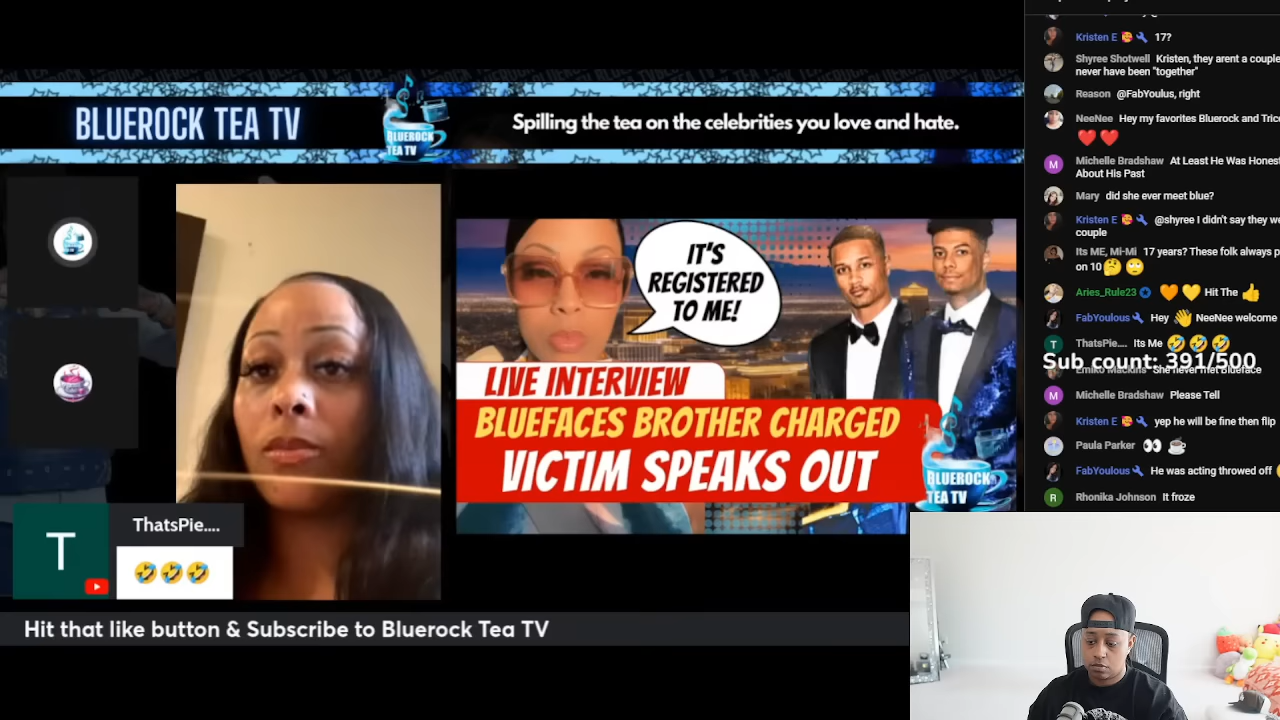 BLUEROCK TEA TV
BLUEROCK
TEA TV
Spilling the tea on the celebrities you love and hate.
IT'S
REGISTERED
TO ME!
LIVE INTERVIEW
BLUEFACES BROTHER CHARGED
VICTIM SPEAKS OUT
BLUEROCK
TEA TV
T
ThatsPie....
Hit that like button & Subscribe to Bluerock Tea TV
Kristen E 17?
Shyree Shotwell Kristen, they arent a couple
never have been "together"
Reason @FabYoulus, right
NeeNee Hey my favorites Bluerock and
M Michelle Bradshaw At Least He Was Honest
About His Past
Mary did she ever meet blue?
Kristen E @shyree I didn't say they
couple
Its ME, Mi-Mi 17 years? These folk always
on 10
Aries_Rule23 Hit The
FabYoulous Hey NeeNee welcome
T ThatsPie.... Its Me
Sub count: 391/500
Emiko Mackins She never met blueface
M Michelle Bradshaw Please Tell
Kristen E yep he will be fine then flip
Paula Parker
FabYoulous He was acting throwed off
R Rhonika Johnson It froze